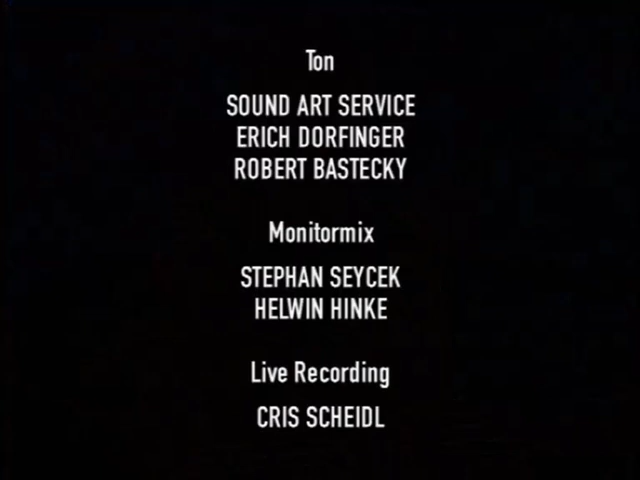 Ton
SOUND ART SERVICE
ERICH DORFINGER
ROBERT BASTECKY
Monitormix
STEPHAN SEYCEK
HELWIN HINKE
Live Recording
CRIS SCHEIDL